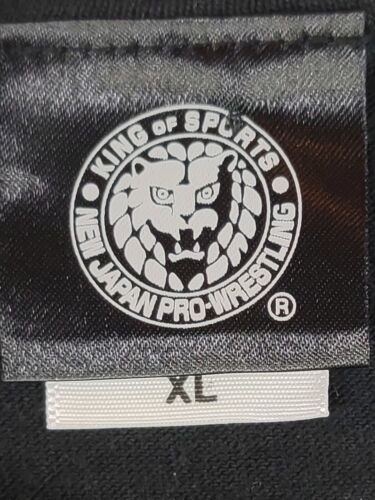 KING OF SPORTS
NEW JAPAN PRO-WRESTLING
®
XL